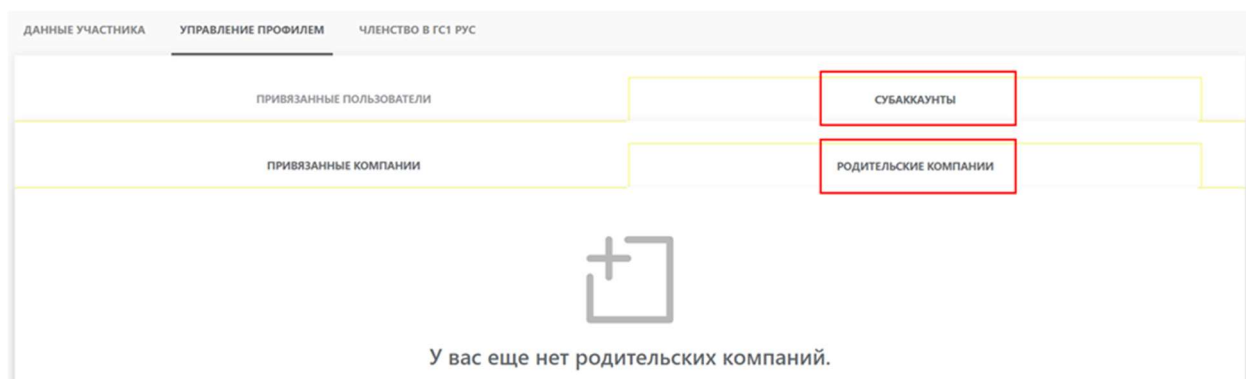 ДАННЫЕ УЧАСТНИКА УПРАВЛЕНИЕ ПРОФИЛЕМ ЧЛЕНСТВО В ГС1 РУС
ПРИВЯЗАННЫЕ ПОЛЬЗОВАТЕЛИ СУБАККАУНТЫ
ПРИВЯЗАННЫЕ КОМПАНИИ РОДИТЕЛЬСКИЕ КОМПАНИИ
У вас еще нет родительских компаний.